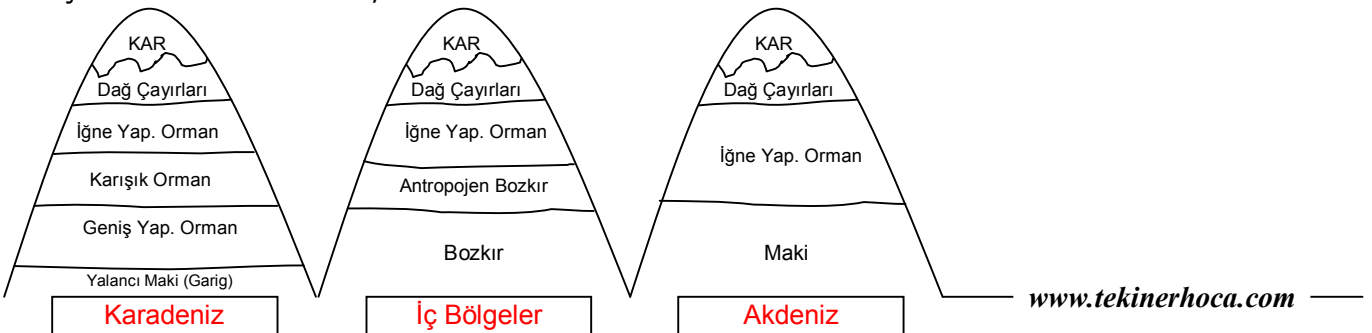 KAR
Dağ Çayırları
İğne Yap. Orman
Karışık Orman
Geniş Yap. Orman
Yalancı Maki (Garig)
Karadeniz
KAR
Dağ Çayırları
İğne Yap. Orman
Antropojen Bozkır
Bozkır
İç Bölgeler
KAR
Dağ Çayırları
İğne Yap. Orman
Maki
Akdeniz
www.tekinerhoca.com